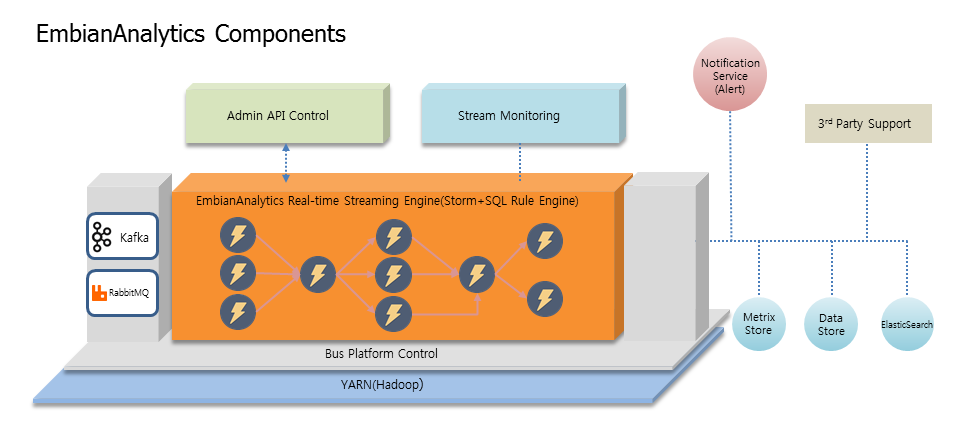 EmbianAnalytics Components
Notification
Service
(Alert)
Admin API Control
Stream Monitoring
3rd Party Support
EmbianAnalytics Real-time Streaming Engine(Storm+SQL Rule Engine)
Kafka
RabbitMQ
Metrix
Store
Data
Store
ElasticSearch
Bus Platform Control
YARN(Hadoop)